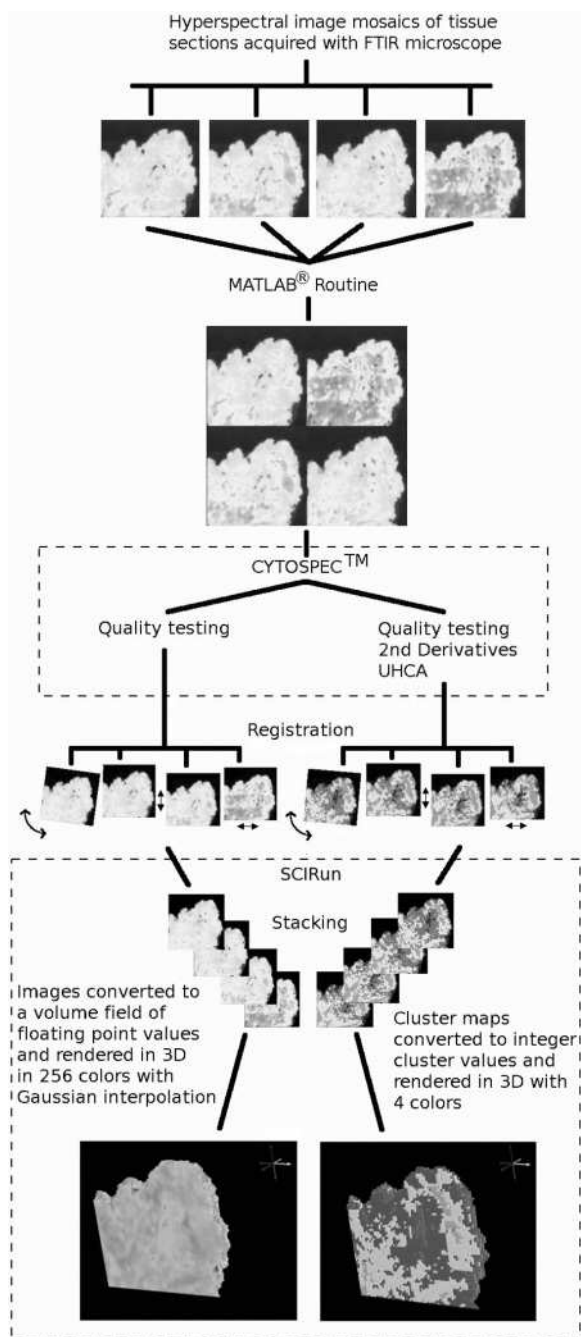 Hyperspectral image mosaics of tissue
sections acquired with FTIR microscope
MATLAB® Routine
CYTOSPEC™
Quality testing
Quality testing
2nd Derivatives
UHCA
Registration
SCIRun
Stacking
Images converted to
a volume field of
floating point values
and rendered in 3D
in 256 colors with
Gaussian interpolation
Cluster maps
converted to integer
cluster values and
rendered in 3D with
4 colors